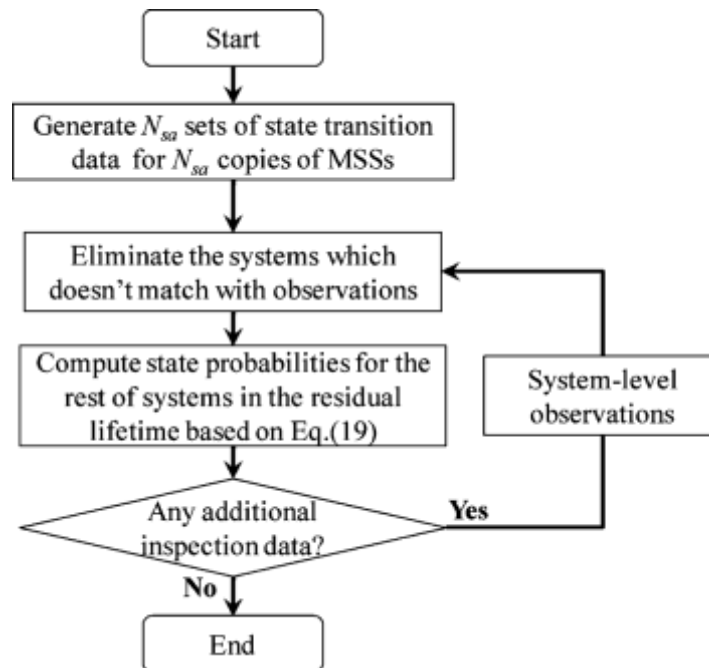 Start
Generate Nsa sets of state transition
data for Nsa copies of MSSs
Eliminate the systems which
doesn't match with observations
Compute state probabilities for the
rest of systems in the residual
lifetime based on Eq.(19)
System-level
observations
Any additional
inspection data?
Yes
No
End